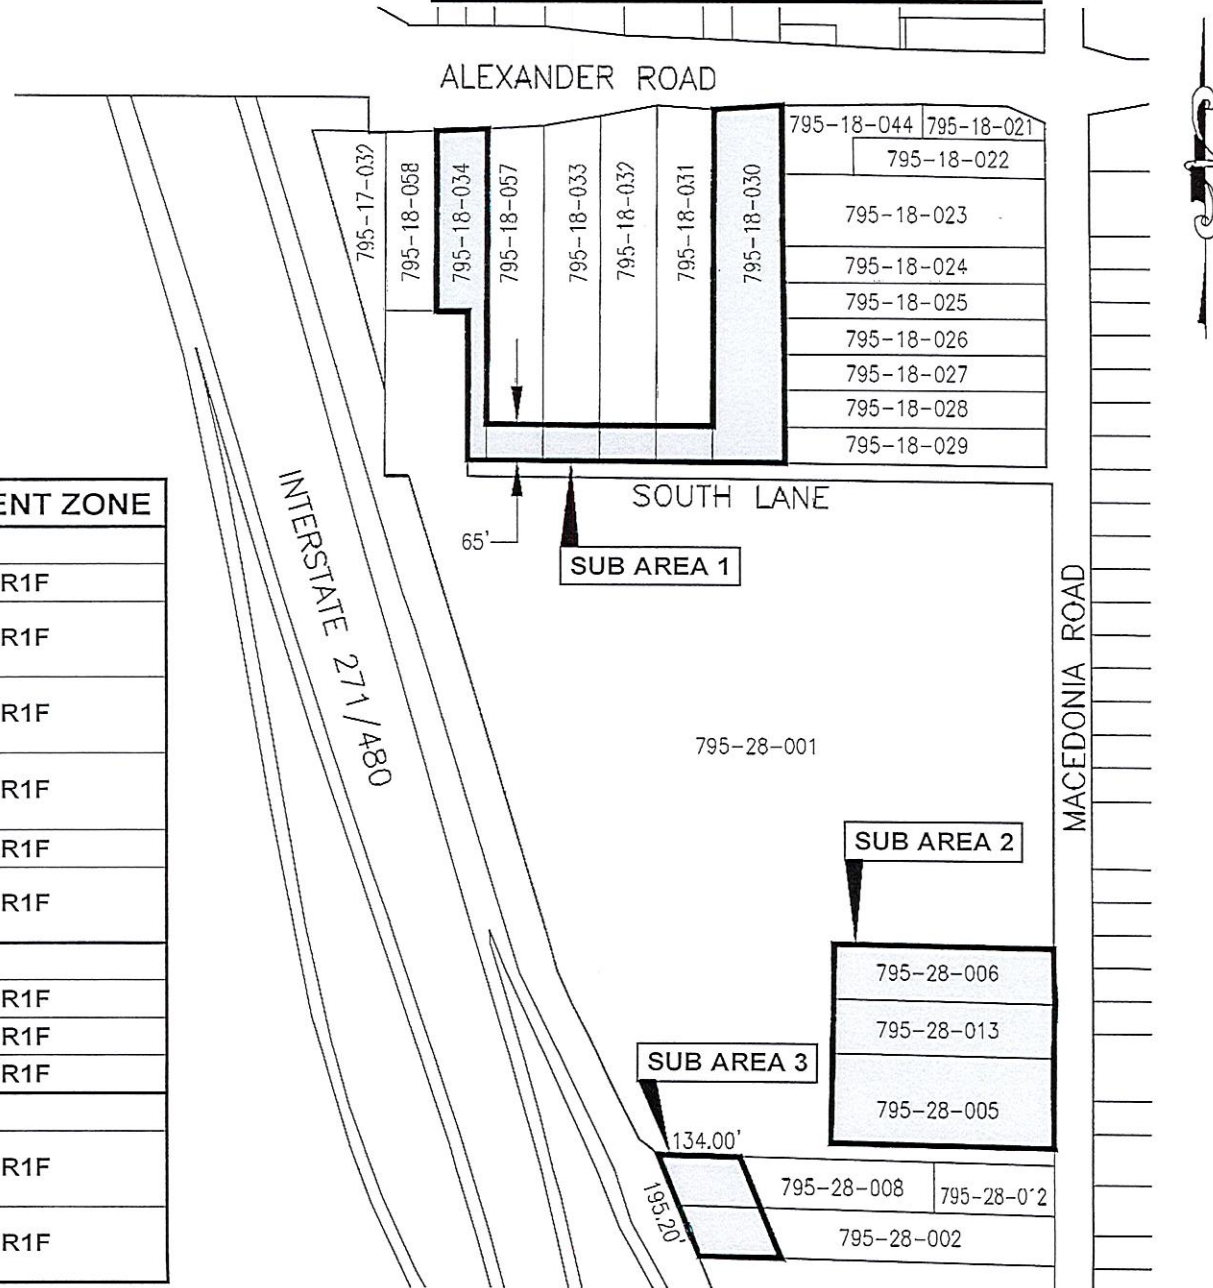 ALEXANDER ROAD
795-17-032
795-18-058
795-18-034
795-18-057
795-18-033
795-18-032
795-18-031
795-18-030
795-18-044
795-18-021
795-18-022
795-18-023
795-18-024
795-18-025
795-18-026
795-18-027
795-18-028
795-18-029
SOUTH LANE
65'
SUB AREA 1
INTERSTATE 271/480
MACEDONIA ROAD
795-28-001
SUB AREA 2
795-28-006
795-28-013
795-28-005
SUB AREA 3
134.00'
195.20'
795-28-008
795-28-012
795-28-002
ENT ZONE
R1F
R1F
R1F
R1F
R1F
R1F
R1F
R1F
R1F
R1F
R1F